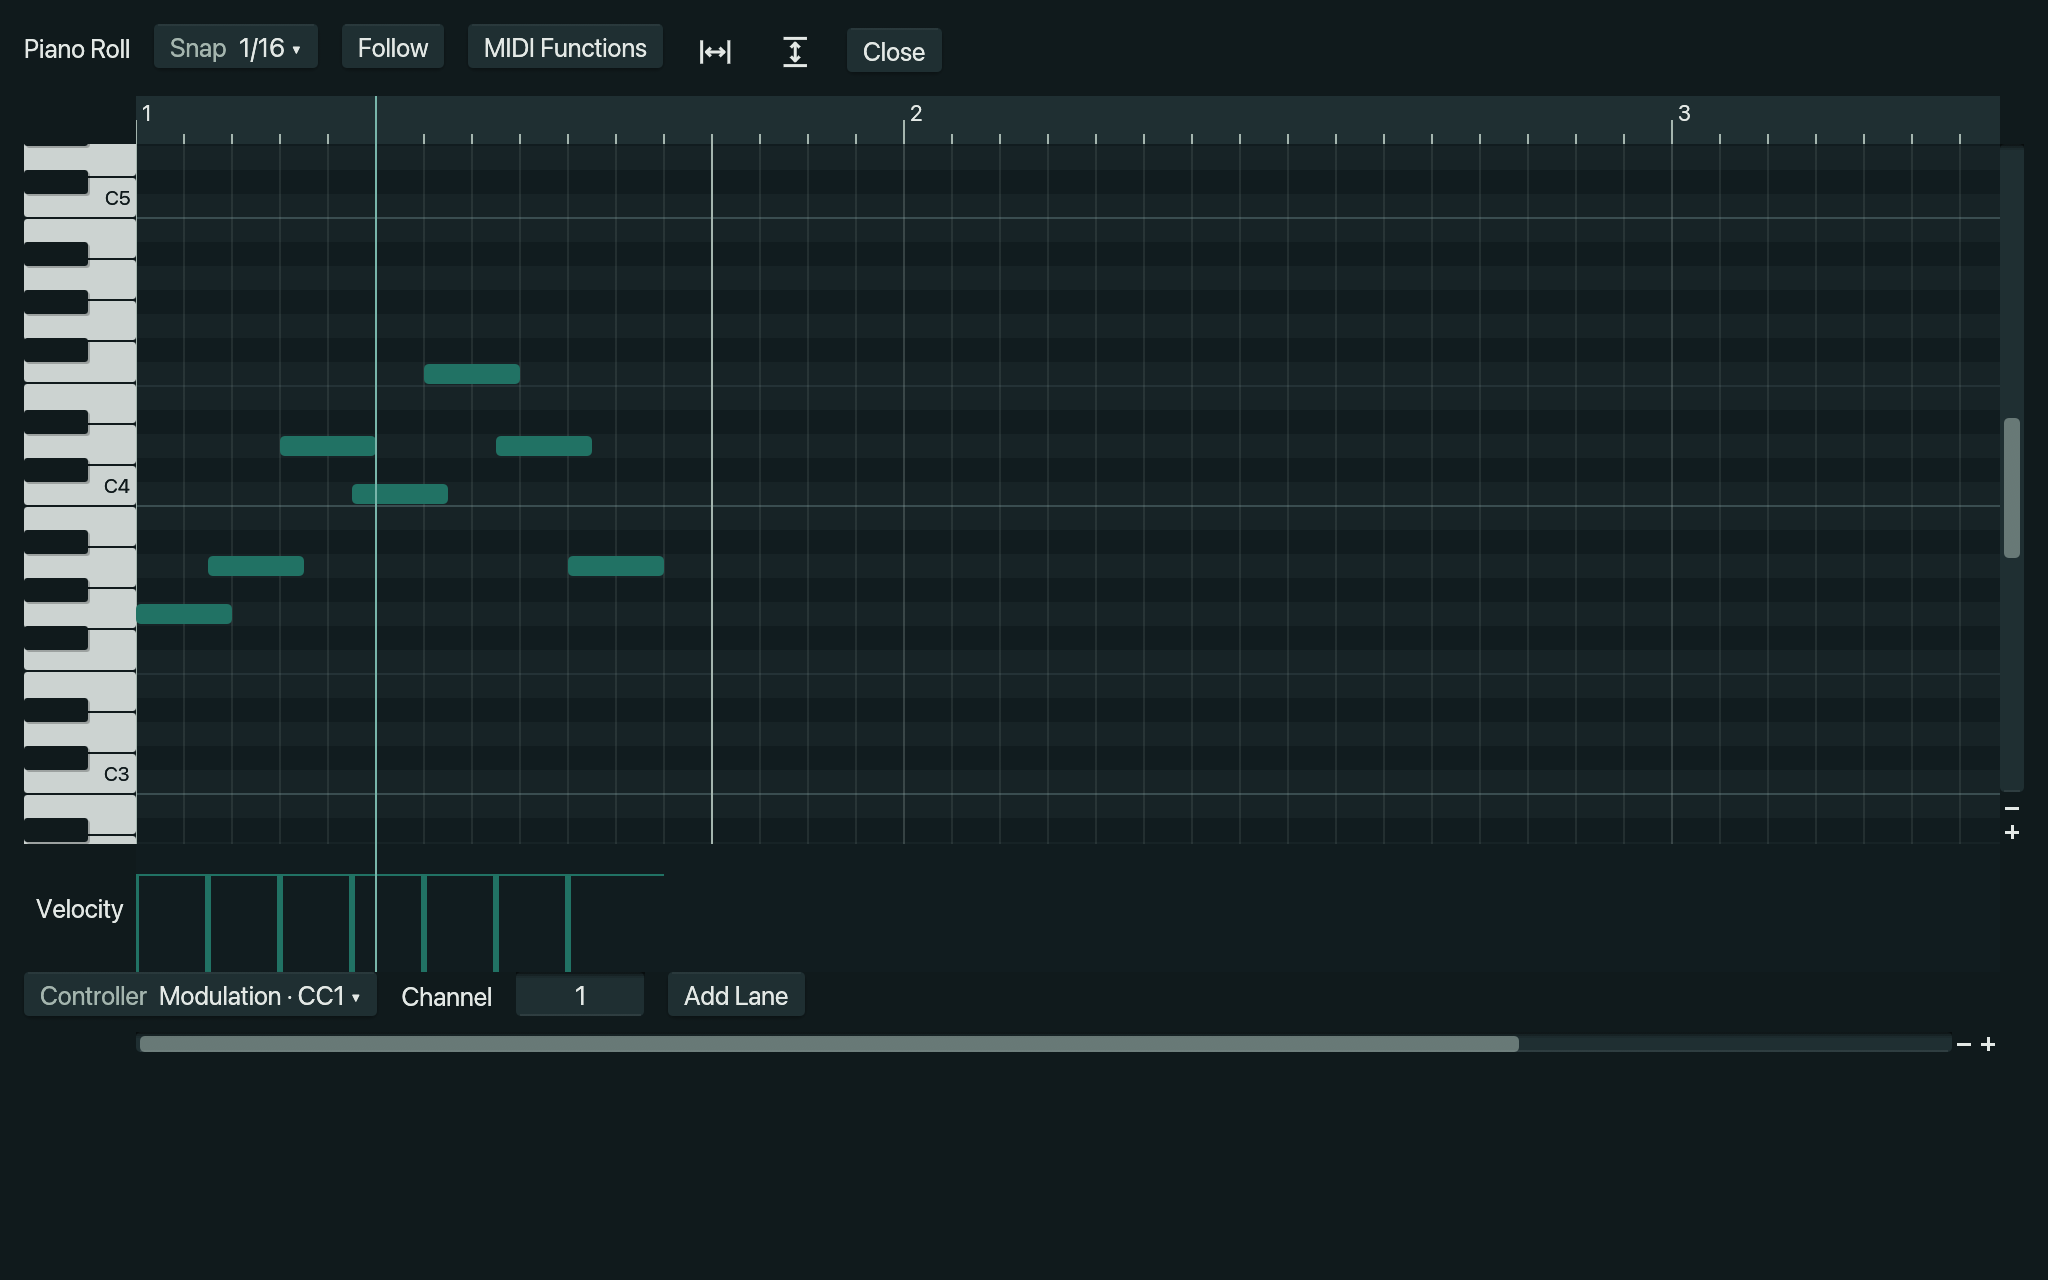 Piano Roll Snap 1/16 ▾ Follow MIDI Functions Close
1 2 3
C5
C4
C3
Velocity
Controller Modulation · CC1 ▾ Channel 1 Add Lane